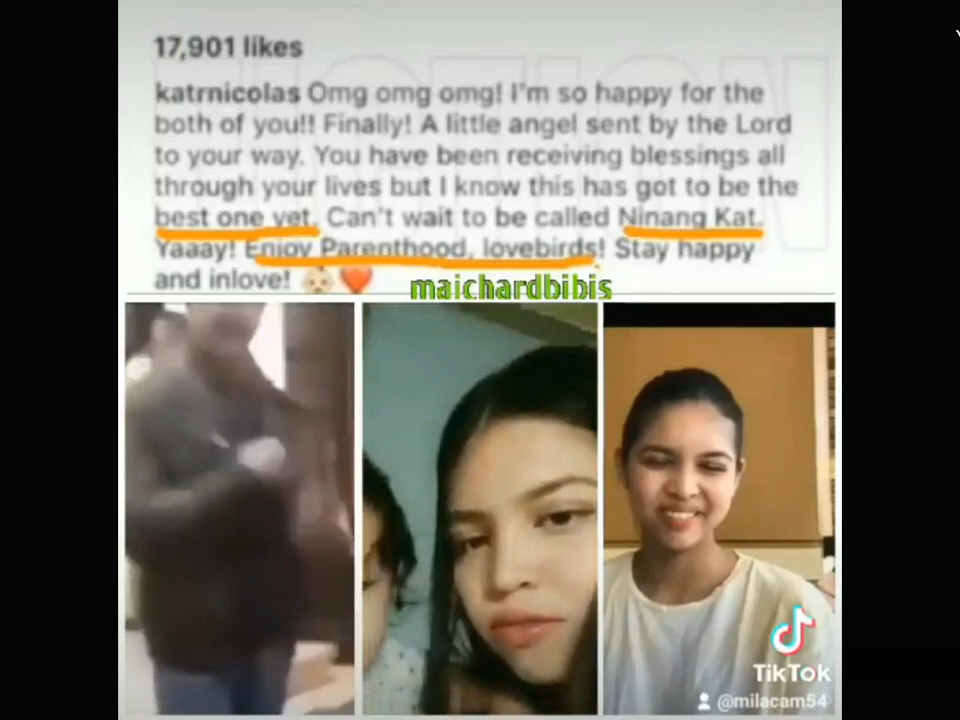 17,901 likes
katrnicolas Omg omg omg! I'm so happy for the
both of you!! Finally! A little angel sent by the Lord
to your way. You have been receiving blessings all
through your lives but I know this has got to be the
best one yet. Can't wait to be called Ninang Kat.
Yaaay! Enjoy Parenthood, lovebirds! Stay happy
and inlove! 👶🏻❤️
maichardbibis
TikTok
@milacam54